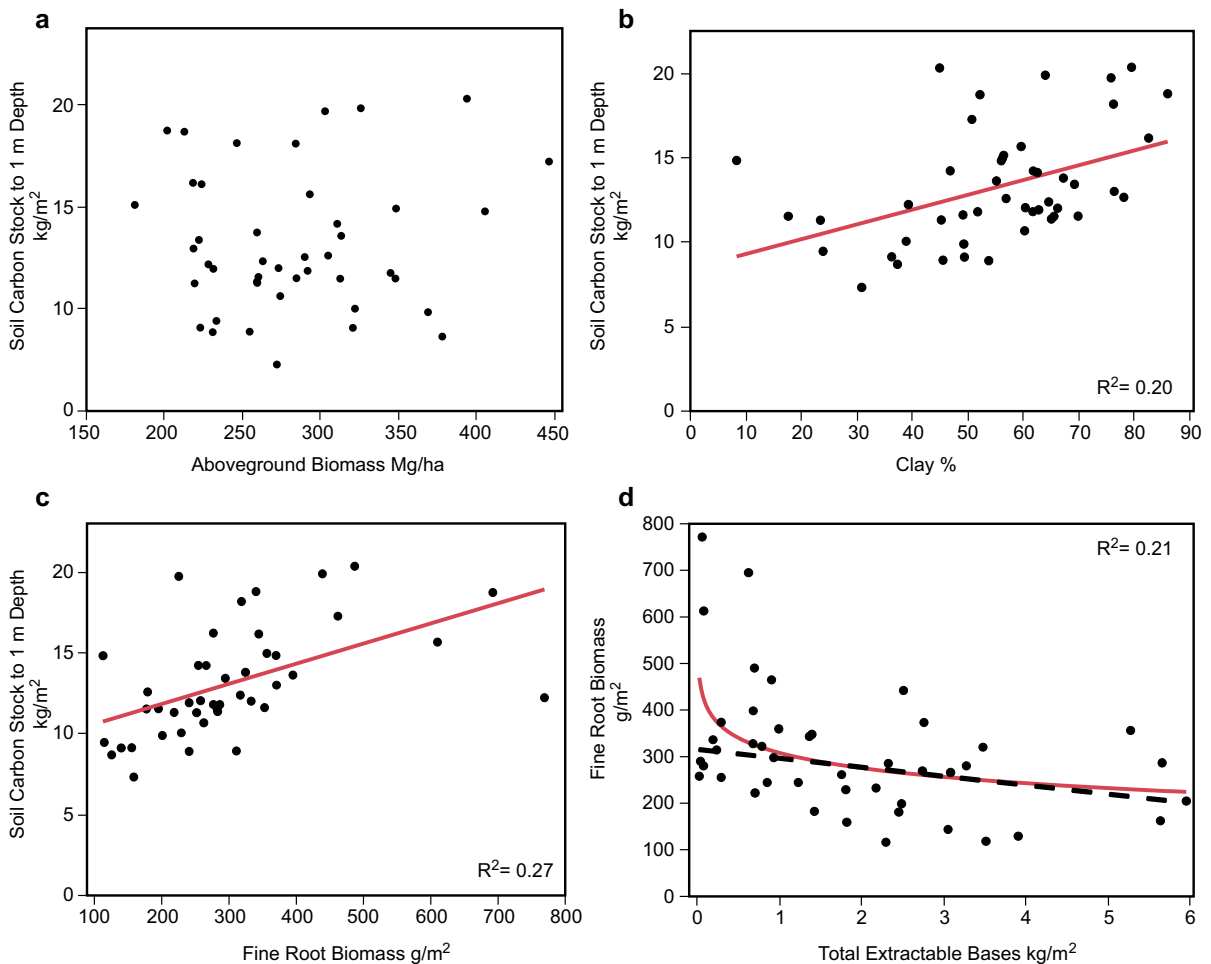 a
Soil Carbon Stock to 1 m Depth
kg/m²
20
15
10
0
150 200 250 300 350 400 450
Aboveground Biomass Mg/ha
b
Soil Carbon Stock to 1 m Depth
kg/m²
20
15
10
5
0
R²= 0.20
0 10 20 30 40 50 60 70 80 90
Clay %
c
Soil Carbon Stock to 1 m Depth
kg/m²
20
15
10
5
0
R²= 0.27
100 200 300 400 500 600 700 800
Fine Root Biomass g/m²
d
Fine Root Biomass
g/m²
800
700
600
500
400
300
200
100
0
R²= 0.21
0 1 2 3 4 5 6
Total Extractable Bases kg/m²